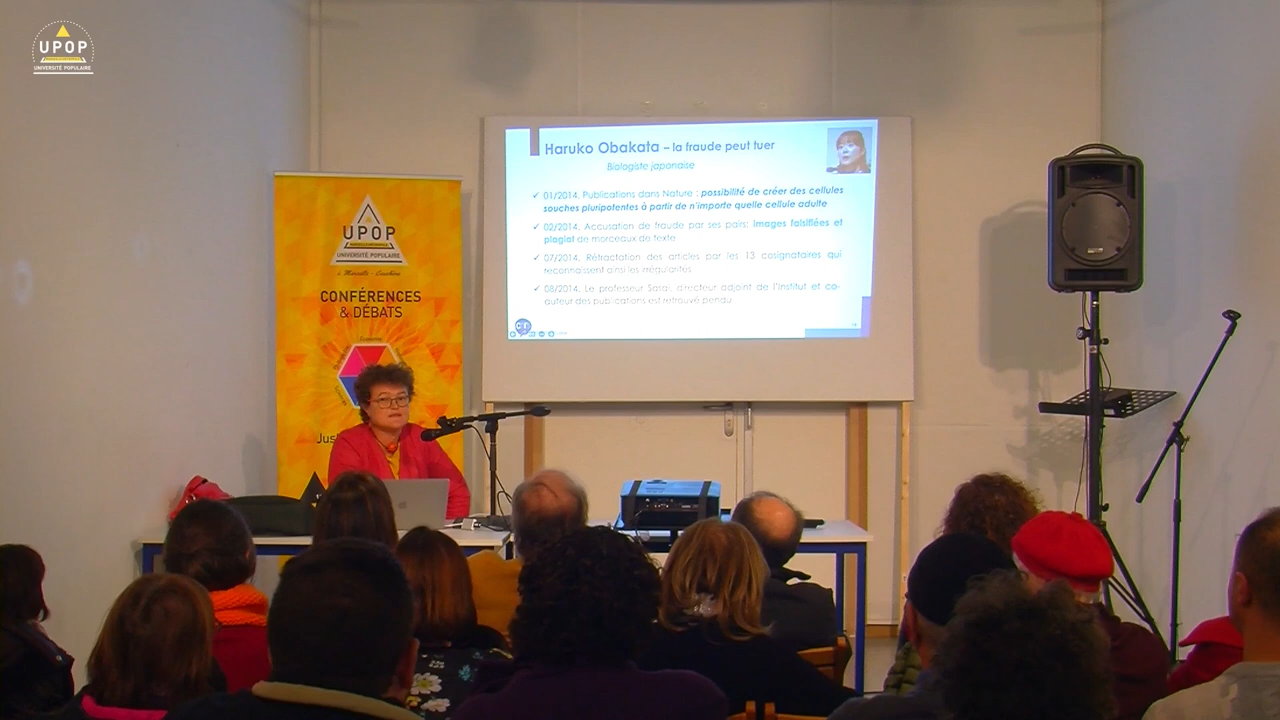 UPOP
UNIVERSITÉ POPULAIRE
Haruko Obakata – la fraude peut tuer
Biologiste japonaise
✓ 01/2014, Publications dans Nature : possibilité de créer des cellules
souches pluripotentes à partir de n'importe quelle cellule adulte
✓ 02/2014, Accusation de fraude par ses pairs: images falsifiées et
plagiat de morceaux de texte
✓ 07/2014, Rétractation des articles par les 13 cosignataires qui
reconnaissent ainsi les irrégularités
✓ 08/2014, Le professeur Sasai, directeur adjoint de l'institut et co-
auteur des publications est retrouvé pendu
UPOP
UNIVERSITÉ POPULAIRE
à Marseille -
CONFÉRENCES
& DÉBATS
Jus